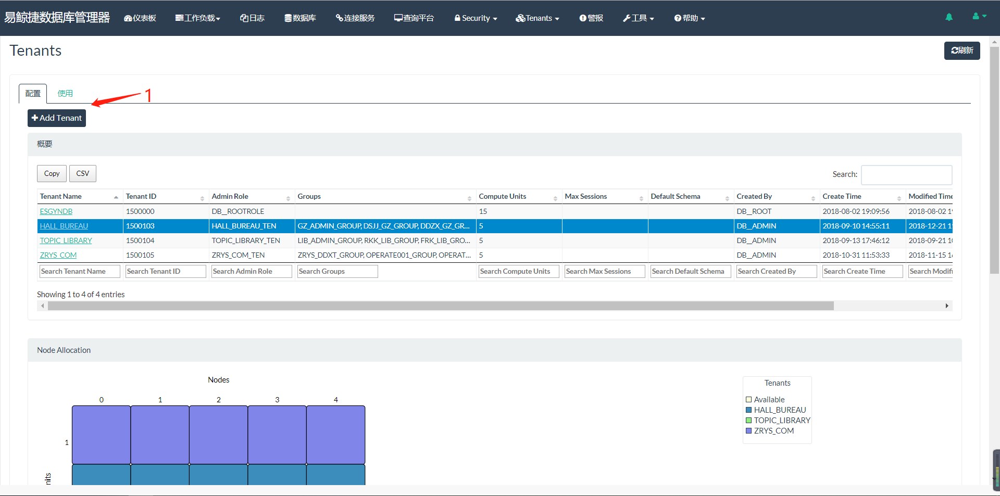 易鲸捷数据库管理器 仪表板 工作负载 日志 数据库 连接服务 查询平台 Security Tenants 警报 工具 帮助
Tenants 刷新
配置 使用 1
Add Tenant
概要
Copy CSV Search:
Tenant Name Tenant ID Admin Role Groups Compute Units Max Sessions Default Schema Created By Create Time Modified Time
ESGYNDB 1500000 DB__ROOTROLE 15 DB__ROOT 2018-08-02 19:09:56 2018-08-02 1
HALL_BUREAU 1500103 HALL_BUREAU_TEN GZ_ADMIN_GROUP, DSJJ_GZ_GROUP, DDZX_GZ_GR... 5 DB__ADMIN 2018-09-10 14:55:11 2018-12-21 1
TOPIC_LIBRARY 1500104 TOPIC_LIBRARY_TEN LIB_ADMIN_GROUP, RKK_LIB_GROUP, FRK_LIB_GRO... 5 DB__ADMIN 2018-09-13 17:46:12 2018-09-21 10
ZRYS_COM 1500105 ZRYS_COM_TEN ZRYS_DDXT_GROUP, OPERATE001_GROUP, OPERAT... 5 DB__ADMIN 2018-10-31 11:53:33 2018-11-15 1
Search Tenant Name Search Tenant ID Search Admin Role Search Groups Search Compute Units Search Max Sessions Search Default Schema Search Created By Search Create Time Search Modifi
Showing 1 to 4 of 4 entries
Node Allocation
Nodes
0 1 2 3 4
1
nits
Tenants
Available
HALL_BUREAU
TOPIC_LIBRARY
ZRYS_COM